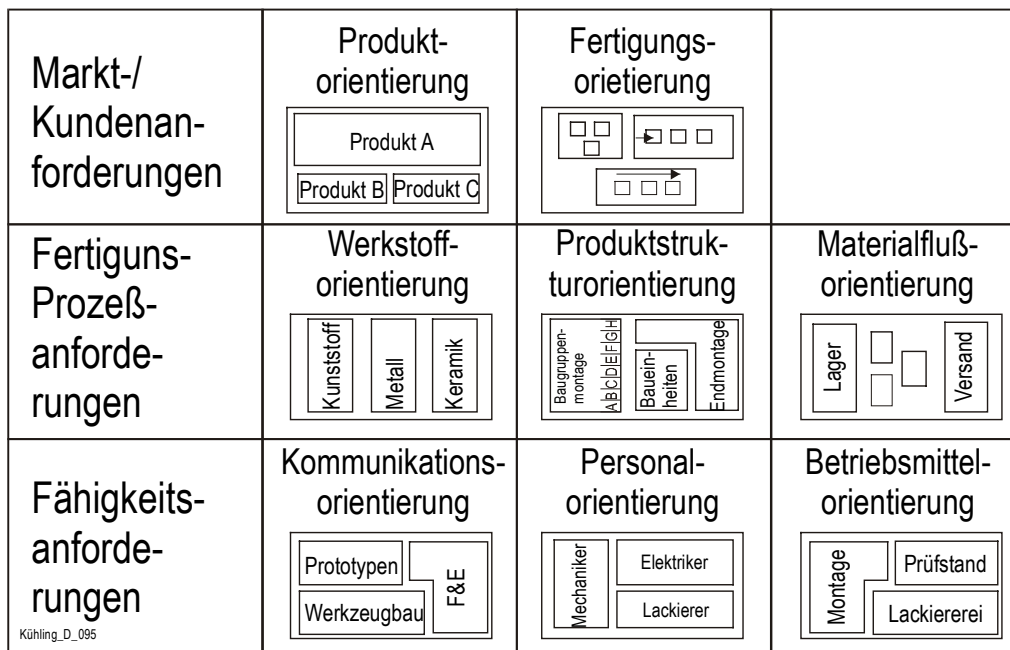 Markt-/
Kundenan-
forderungen
Produkt-
orientierung
Produkt A
Produkt B
Produkt C
Fertigungs-
orietierung
Fertiguns-
Prozeß-
anforde-
rungen
Werkstoff-
orientierung
Kunststoff
Metall
Keramik
Produktstruk-
turorientierung
Baugruppen-
montage
A|B|C|D|E|F|G|H
Bauein-
heiten
Endmontage
Materialfluß-
orientierung
Lager
Versand
Fähigkeits-
anforde-
rungen
Kommunikations-
orientierung
Prototypen
Werkzeugbau
F&E
Personal-
orientierung
Mechaniker
Elektriker
Lackierer
Betriebsmittel-
orientierung
Montage
Prüfstand
Lackiererei
Kühling_D_095